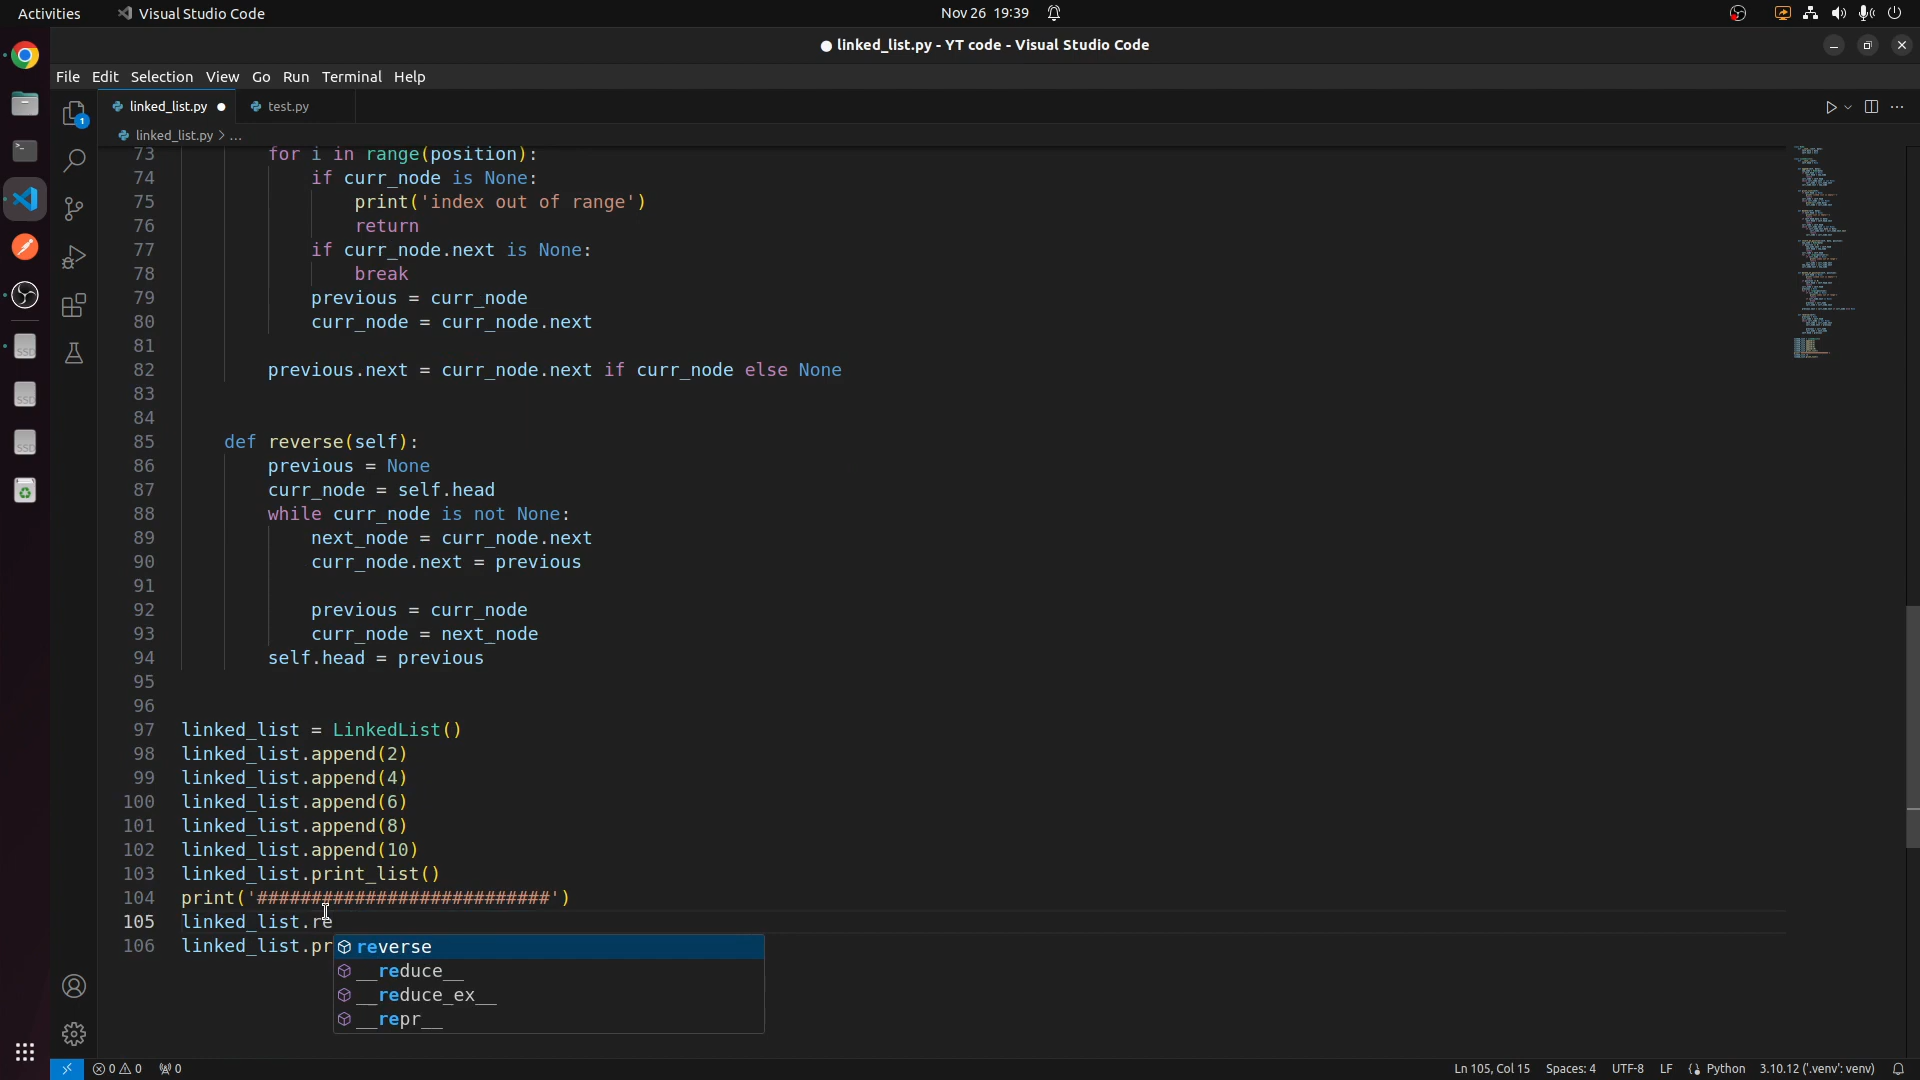 Activities
Visual Studio Code
Nov 26 19:39
● linked_list.py - YT code - Visual Studio Code
File Edit Selection View Go Run Terminal Help
linked_list.py
test.py
linked_list.py > ...
73 for i in range(position):
74 if curr_node is None:
75 print('index out of range')
76 return
77 if curr_node.next is None:
78 break
79 previous = curr_node
80 curr_node = curr_node.next
81
82 previous.next = curr_node.next if curr_node else None
83
84
85 def reverse(self):
86 previous = None
87 curr_node = self.head
88 while curr_node is not None:
89 next_node = curr_node.next
90 curr_node.next = previous
91
92 previous = curr_node
93 curr_node = next_node
94 self.head = previous
95
96
97 linked_list = LinkedList()
98 linked_list.append(2)
99 linked_list.append(4)
100 linked_list.append(6)
101 linked_list.append(8)
102 linked_list.append(10)
103 linked_list.print_list()
104 print('###########################')
105 linked_list.re
106 linked_list.pr
reverse
__reduce__
__reduce_ex__
__repr__
1
SSD
SSD
SSD
0 0 0
Ln 105, Col 15 Spaces: 4 UTF-8 LF Python 3.10.12 ('.venv': venv)